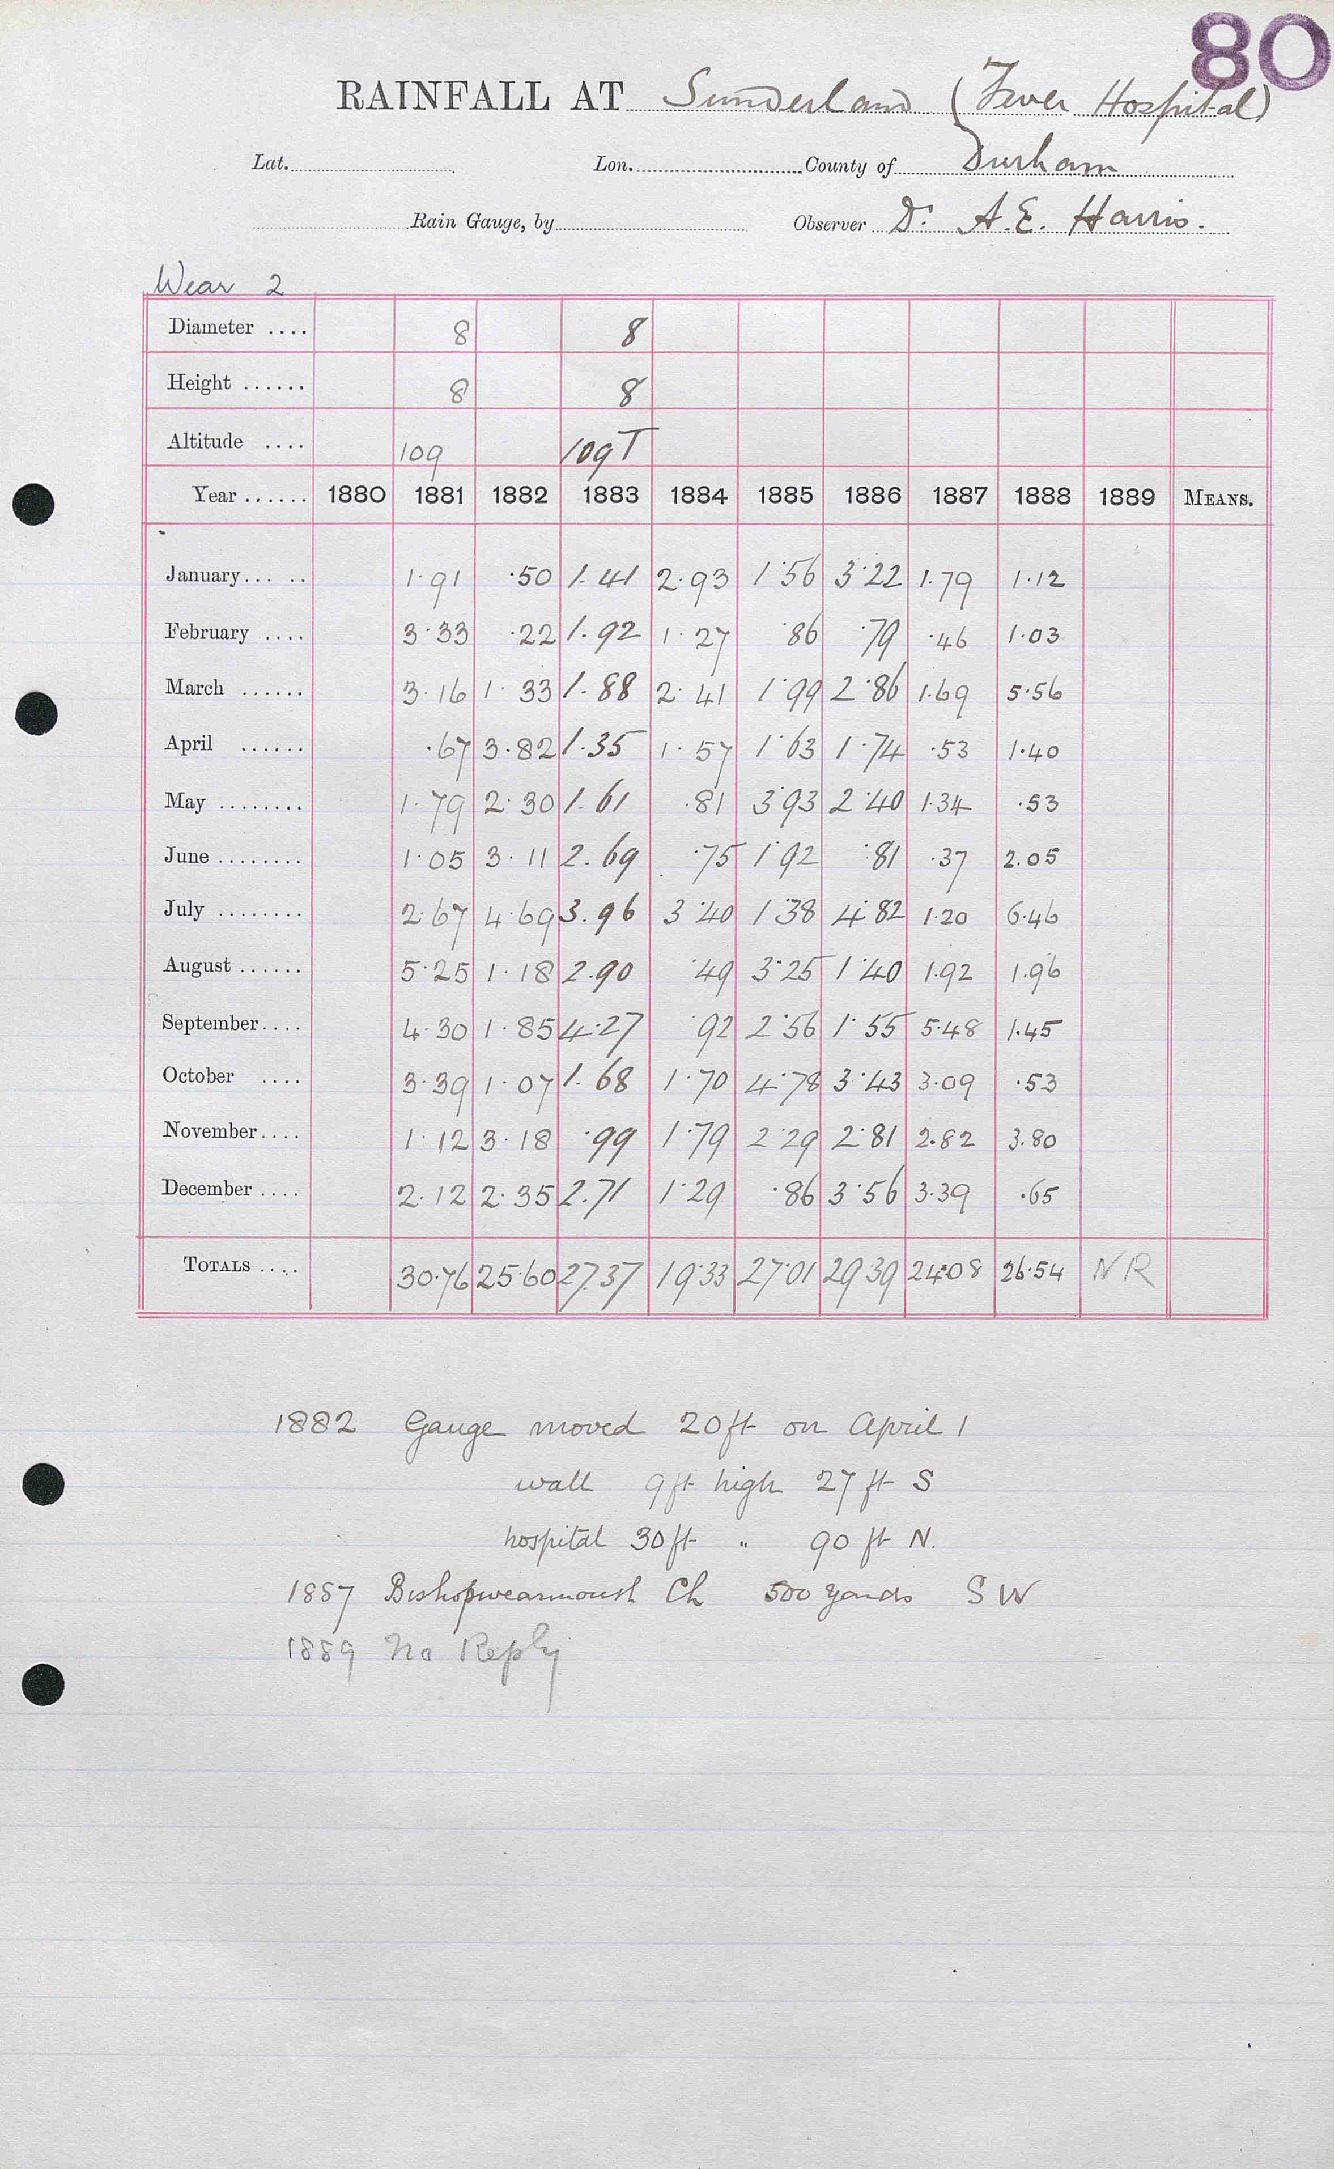 80
RAINFALL AT Sunderland (Fever Hospital)
Lat. Lon. County of Durham
Rain Gauge, by Observer Dr. A.E. Harris.
Wear 2
Diameter .... 8 8
Height ...... 8 8
Altitude .... 109 109 T
Year ...... 1880 1881 1882 1883 1884 1885 1886 1887 1888 1889 MEANS.
January... .. 1.91 .50 1.41 2.93 1.56 3.22 1.79 1.12
February .... 3.33 .22 1.92 1.27 .86 .79 .46 1.03
March ...... 3.16 1.33 1.88 2.41 1.99 2.86 1.69 5.56
April ...... .67 3.82 1.35 1.57 1.63 1.74 .53 1.40
May ........ 1.79 2.30 1.61 .81 3.93 2.40 1.34 .53
June ........ 1.05 3.11 2.69 .75 1.92 .81 .37 2.05
July ........ 2.67 4.69 3.96 3.40 1.38 4.82 1.20 6.46
August ...... 5.25 1.18 2.90 .49 3.25 1.40 1.92 1.96
September.... 4.30 1.85 4.27 .92 2.56 1.55 5.48 1.45
October .... 3.39 1.07 1.68 1.70 4.78 3.43 3.09 .53
November.... 1.12 3.18 .99 1.79 2.29 2.81 2.82 3.80
December .... 2.12 2.35 2.71 1.29 .86 3.56 3.39 .65
TOTALS .... 30.76 25.60 27.37 19.33 27.01 29.39 24.08 26.54 NR
1882 Gauge moved 20ft on April 1
wall 9ft high 27 ft S
hospital 30ft " 90 ft N.
1887 Bishopwearmouth Ch 500 yards S W
1889 No Reply